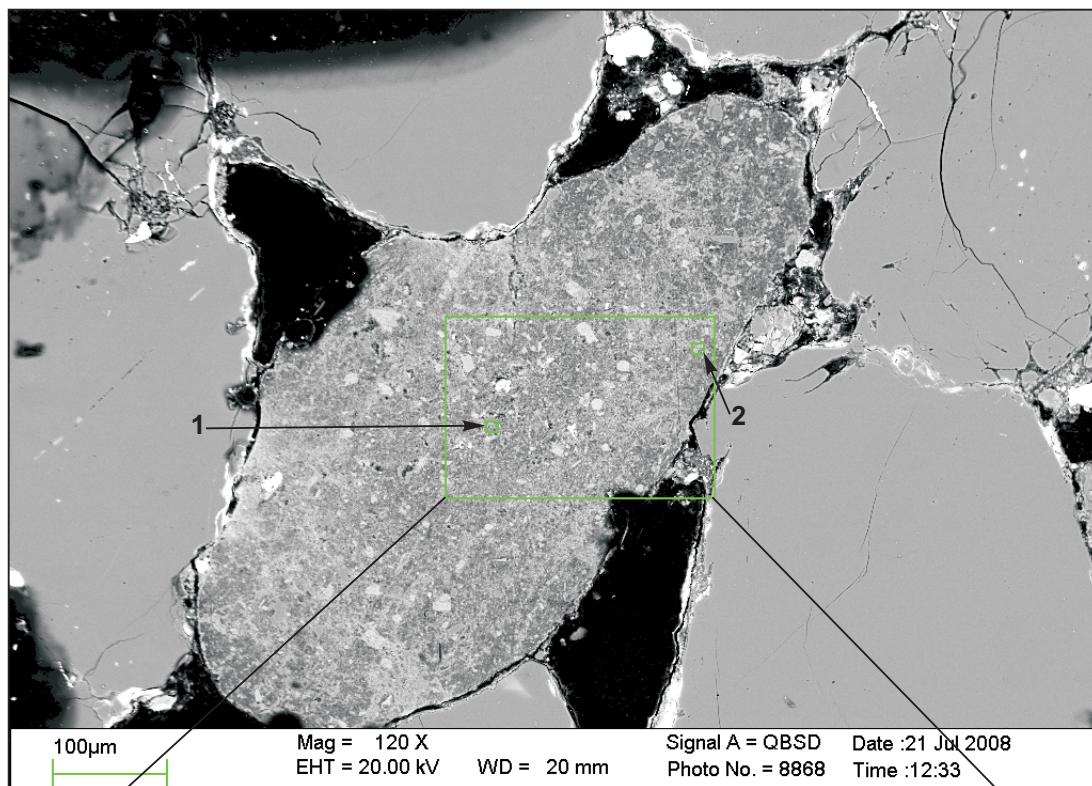 1
2
100µm
Mag = 120 X
Signal A = QBSD
Date :21 Jul 2008
EHT = 20.00 kV
WD = 20 mm
Photo No. = 8868
Time :12:33